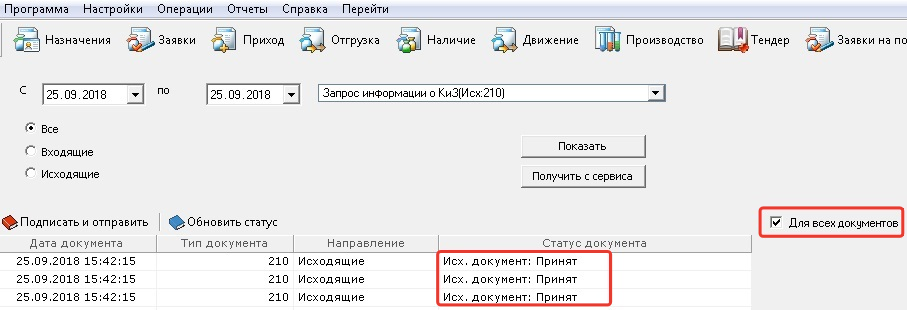 Программа Настройки Операции Отчеты Справка Перейти
Назначения Заявки Приход Отгрузка Наличие Движение Производство Тендер Заявки на по
С 25.09.2018 по 25.09.2018 Запрос информации о КиЗ(Исх:210)
Все
Входящие
Исходящие
Показать
Получить с сервиса
Подписать и отправить Обновить статус Для всех документов
Дата документа Тип документа Направление Статус документа
25.09.2018 15:42:15 210 Исходящие Исх. документ: Принят
25.09.2018 15:42:15 210 Исходящие Исх. документ: Принят
25.09.2018 15:42:15 210 Исходящие Исх. документ: Принят